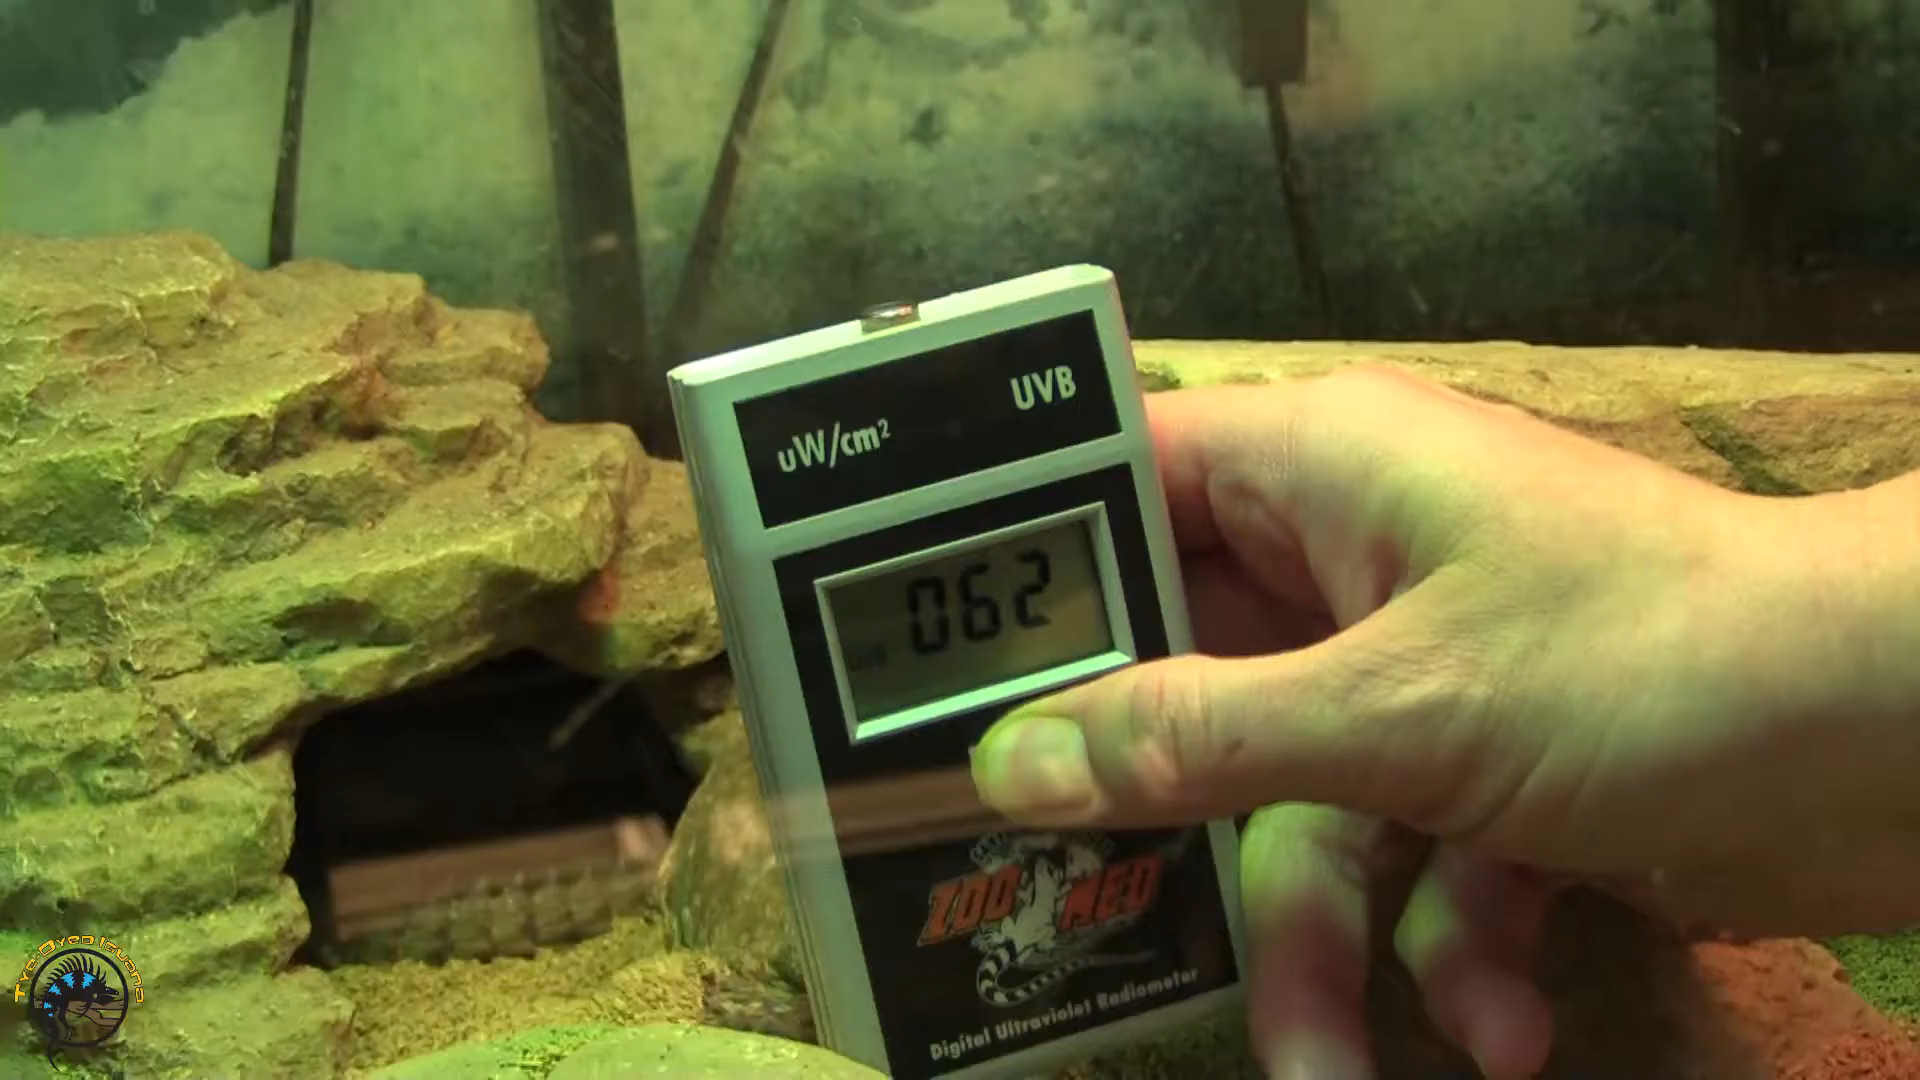 uW/cm² UVB
062
ZOO MED
Digital Ultraviolet Radiometer
Tye-Dyed Iguana